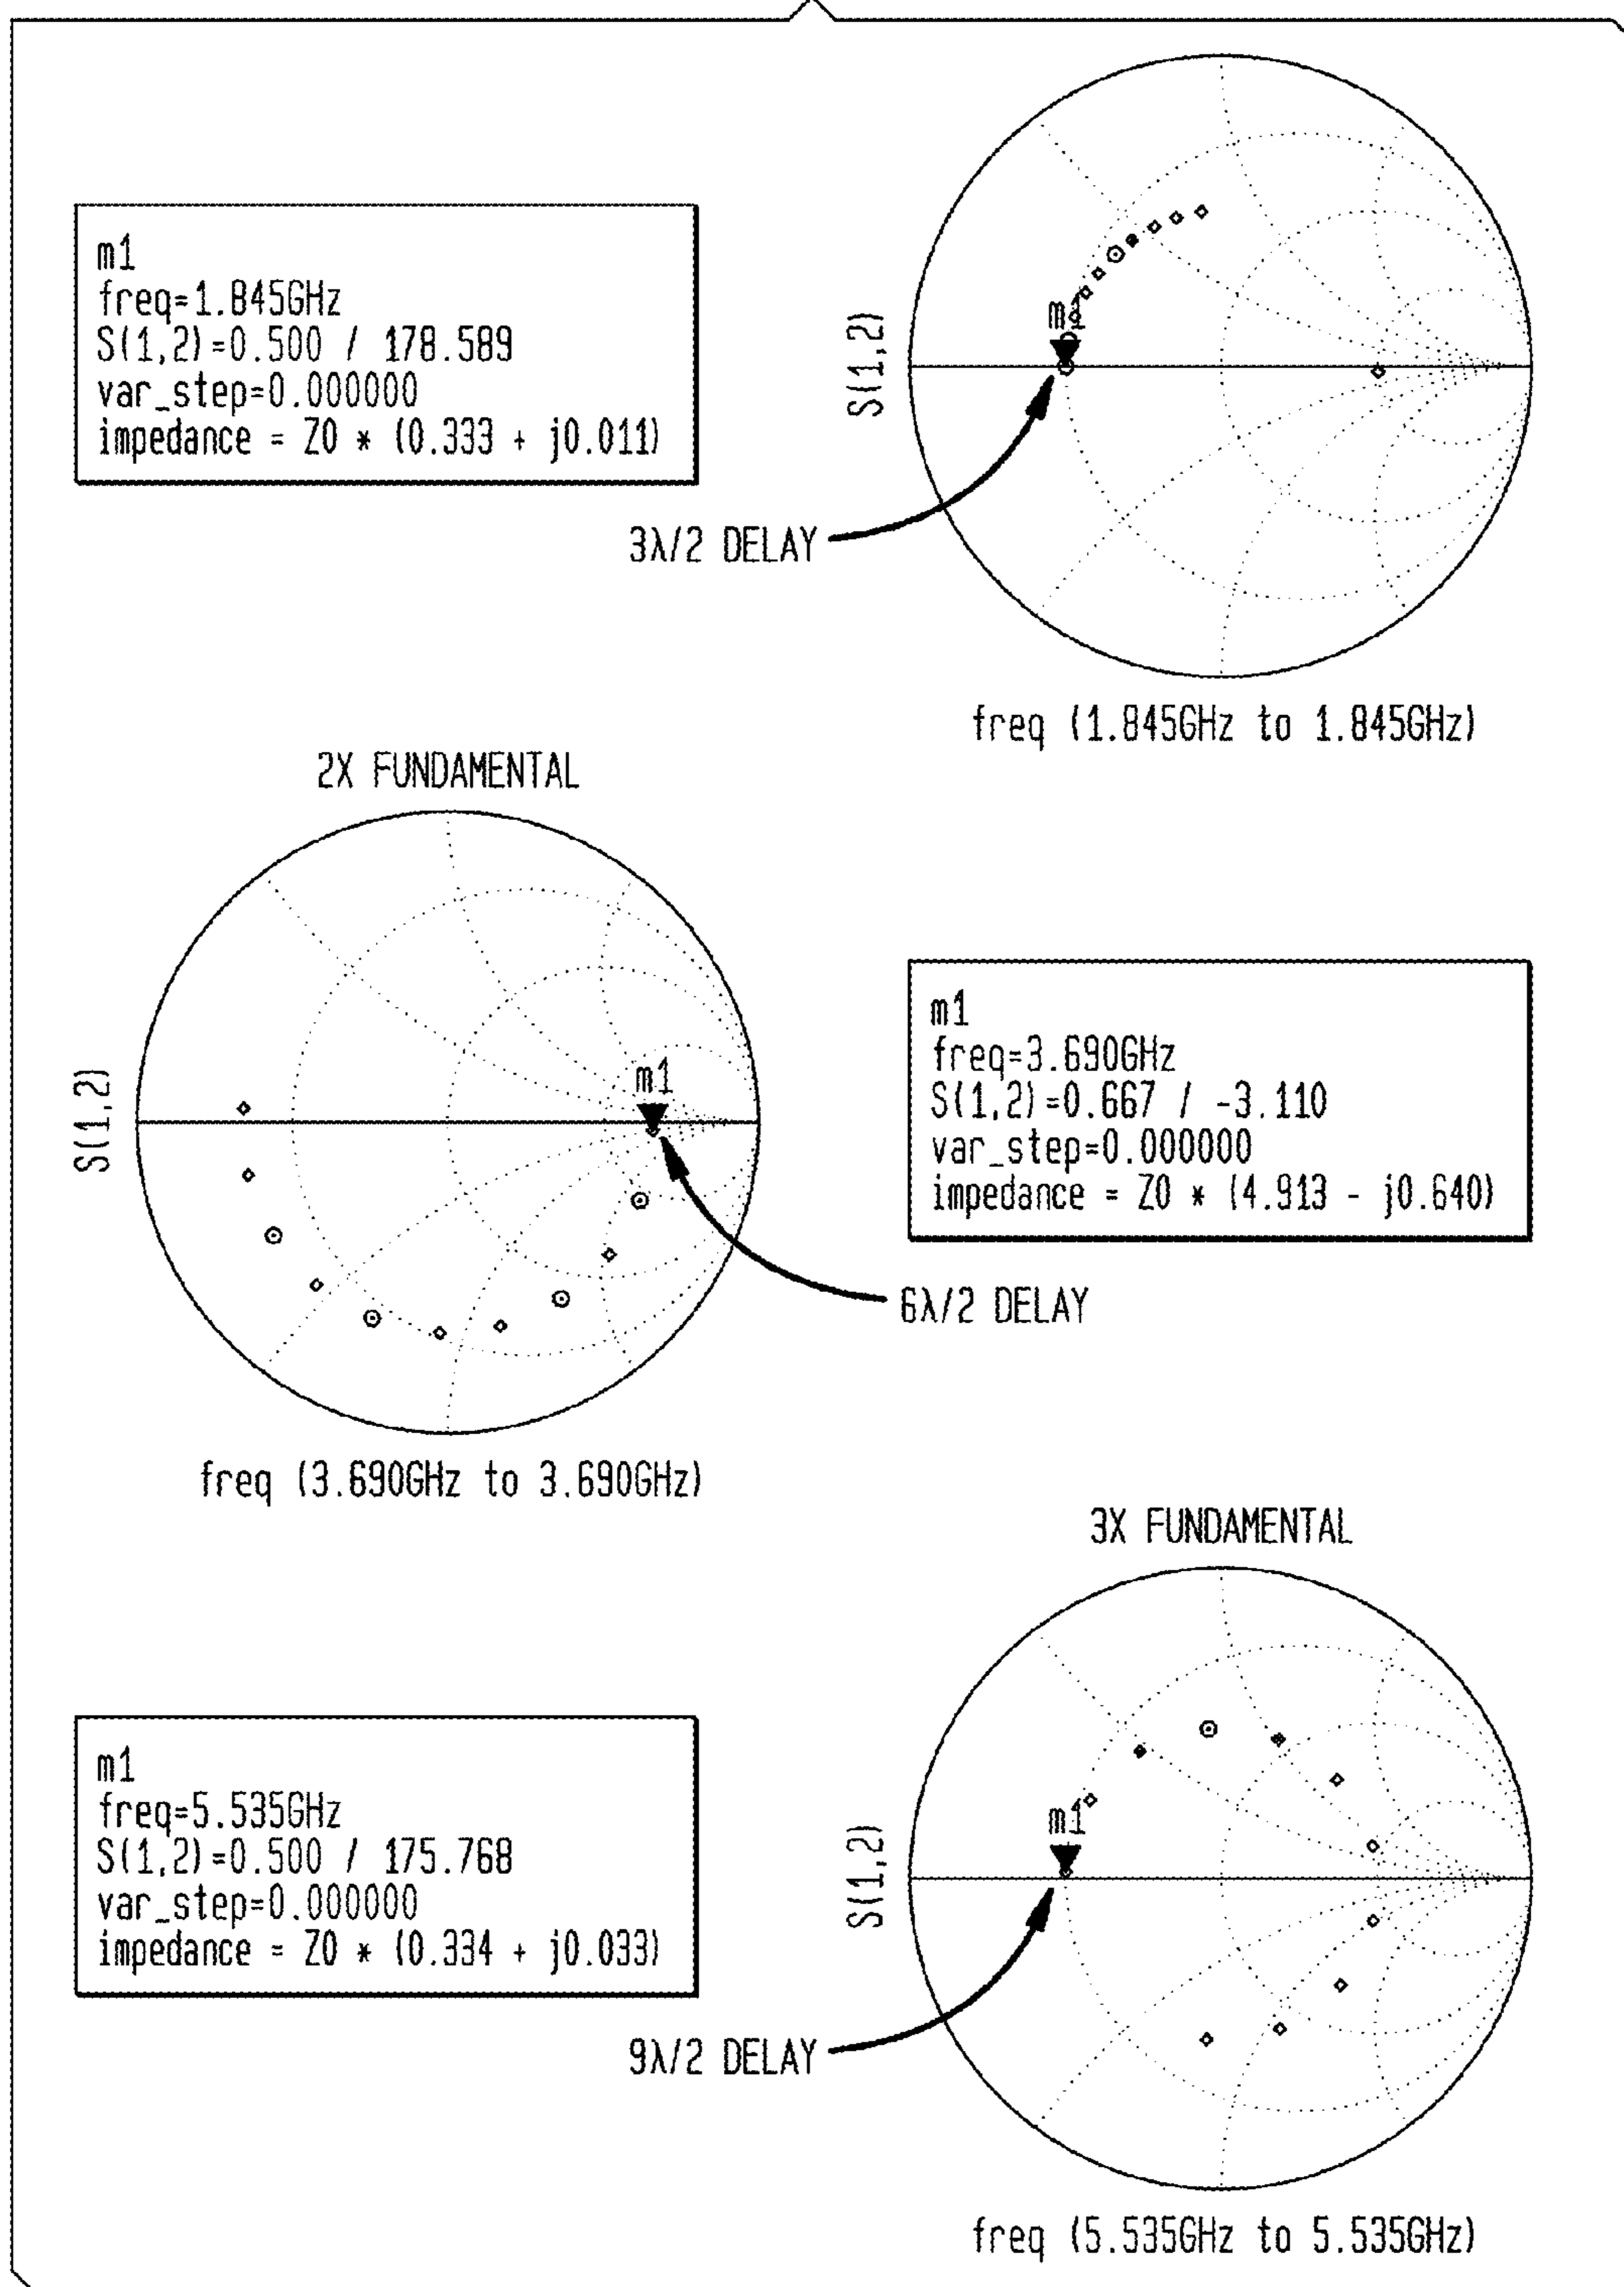 m1
freq=1.845GHz
S(1,2)=0.500 / 178.589
var_step=0.000000
impedance = Z0 * (0.333 + j0.011)
m1
S(1,2)
3λ/2 DELAY
freq (1.845GHz to 1.845GHz)
2X FUNDAMENTAL
m1
S(1,2)
m1
freq=3.690GHz
S(1,2)=0.667 / -3.110
var_step=0.000000
impedance = Z0 * (4.913 - j0.640)
6λ/2 DELAY
freq (3.690GHz to 3.690GHz)
3X FUNDAMENTAL
m1
freq=5.535GHz
S(1,2)=0.500 / 175.768
var_step=0.000000
impedance = Z0 * (0.334 + j0.033)
m1
S(1,2)
9λ/2 DELAY
freq (5.535GHz to 5.535GHz)